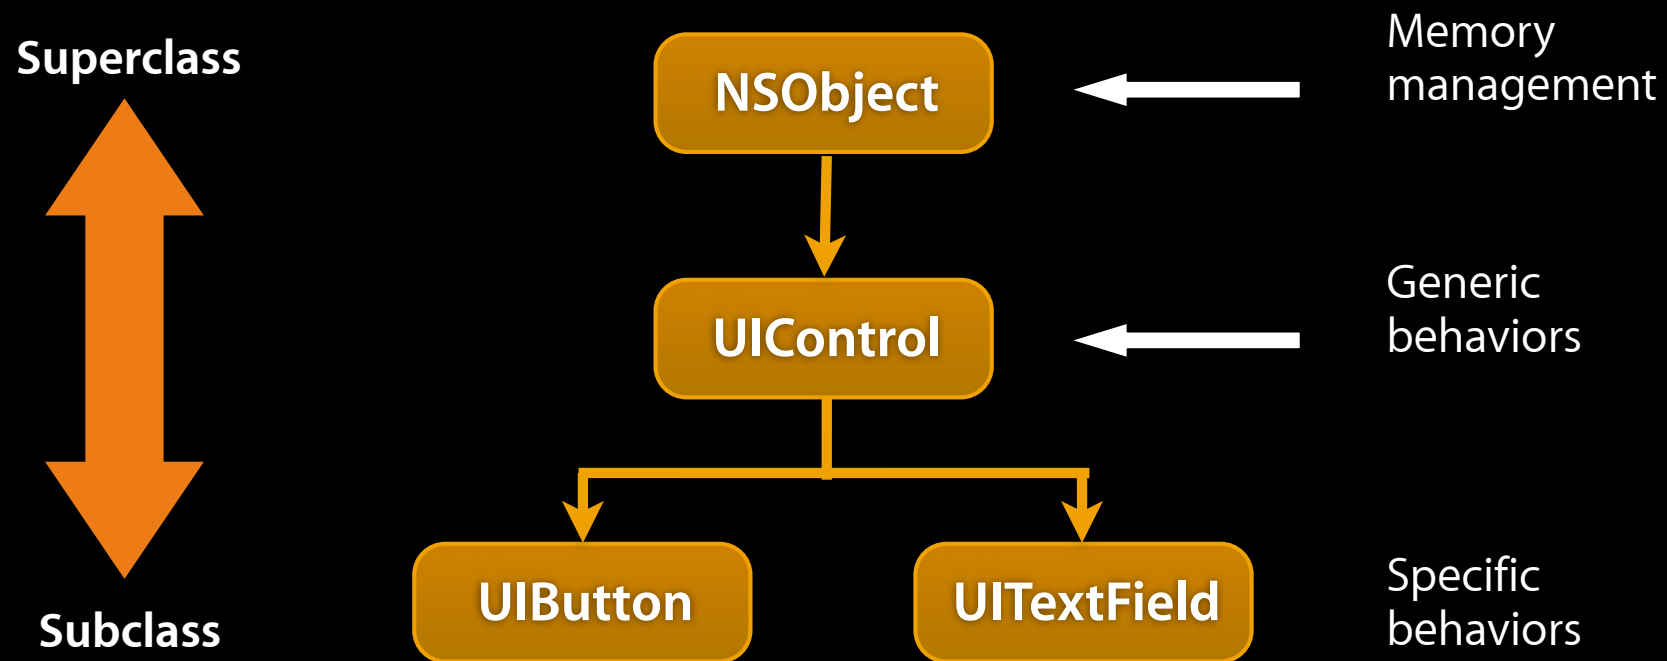 Superclass
NSObject
Memory
management
UIControl
Generic
behaviors
UIButton
UITextField
Specific
behaviors
Subclass